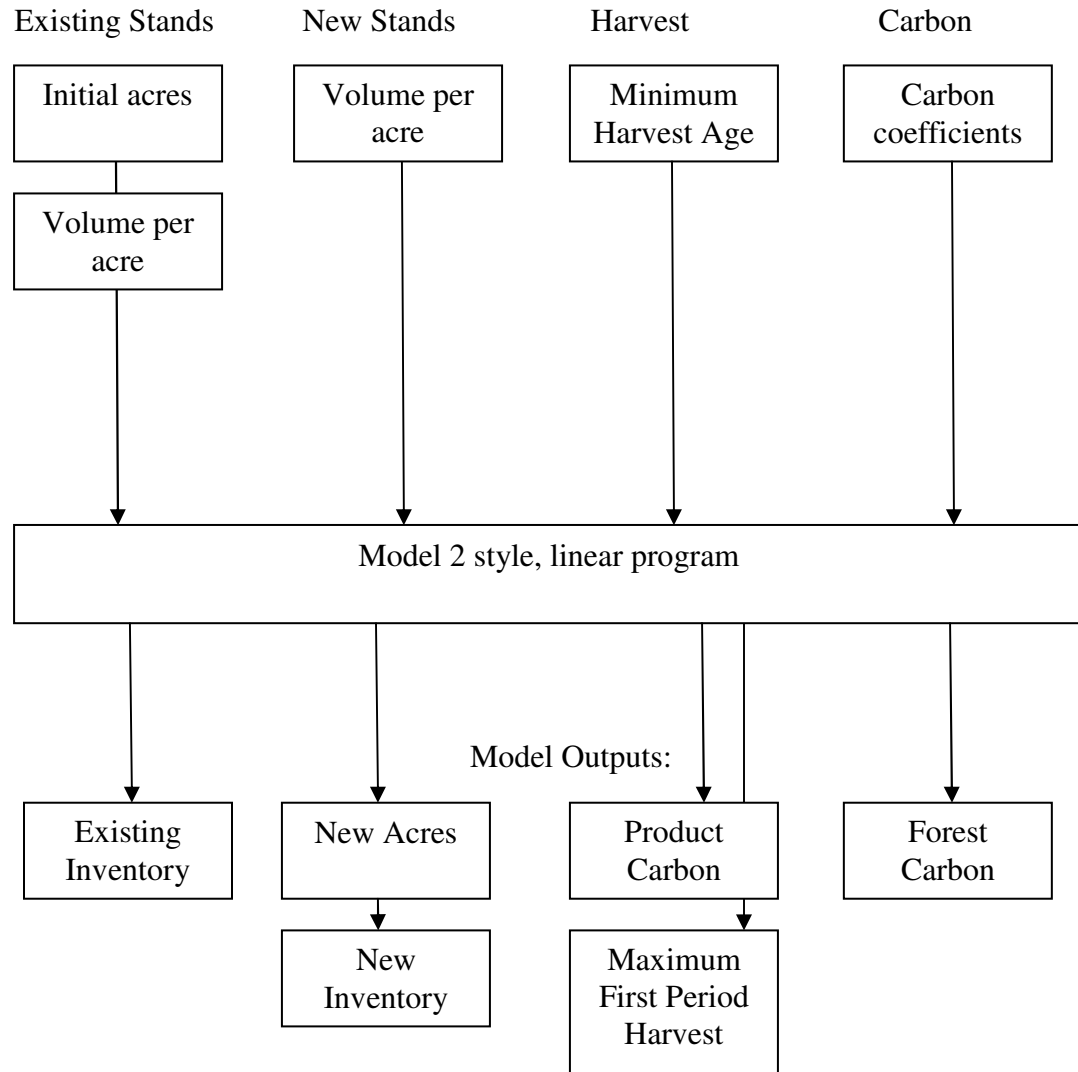 Existing Stands
New Stands
Harvest
Carbon
Initial acres
Volume per
acre
Minimum
Harvest Age
Carbon
coefficients
Volume per
acre
Model 2 style, linear program
Model Outputs:
Existing
Inventory
New Acres
Product
Carbon
Forest
Carbon
New
Inventory
Maximum
First Period
Harvest